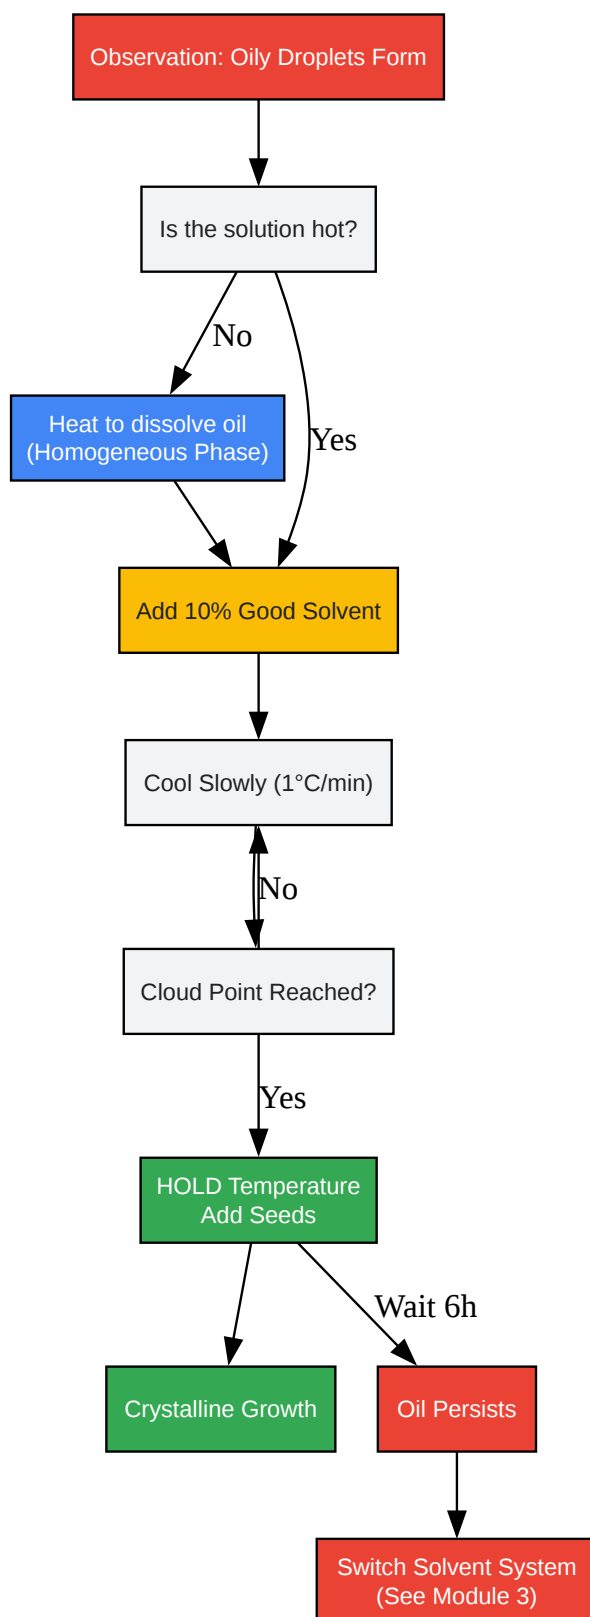 Observation: Oily Droplets Form
Is the solution hot?
No
Heat to dissolve oil
(Homogeneous Phase)
Yes
Add 10% Good Solvent
Cool Slowly (1°C/min)
No
Cloud Point Reached?
Yes
HOLD Temperature
Add Seeds
Wait 6h
Crystalline Growth
Oil Persists
Switch Solvent System
(See Module 3)